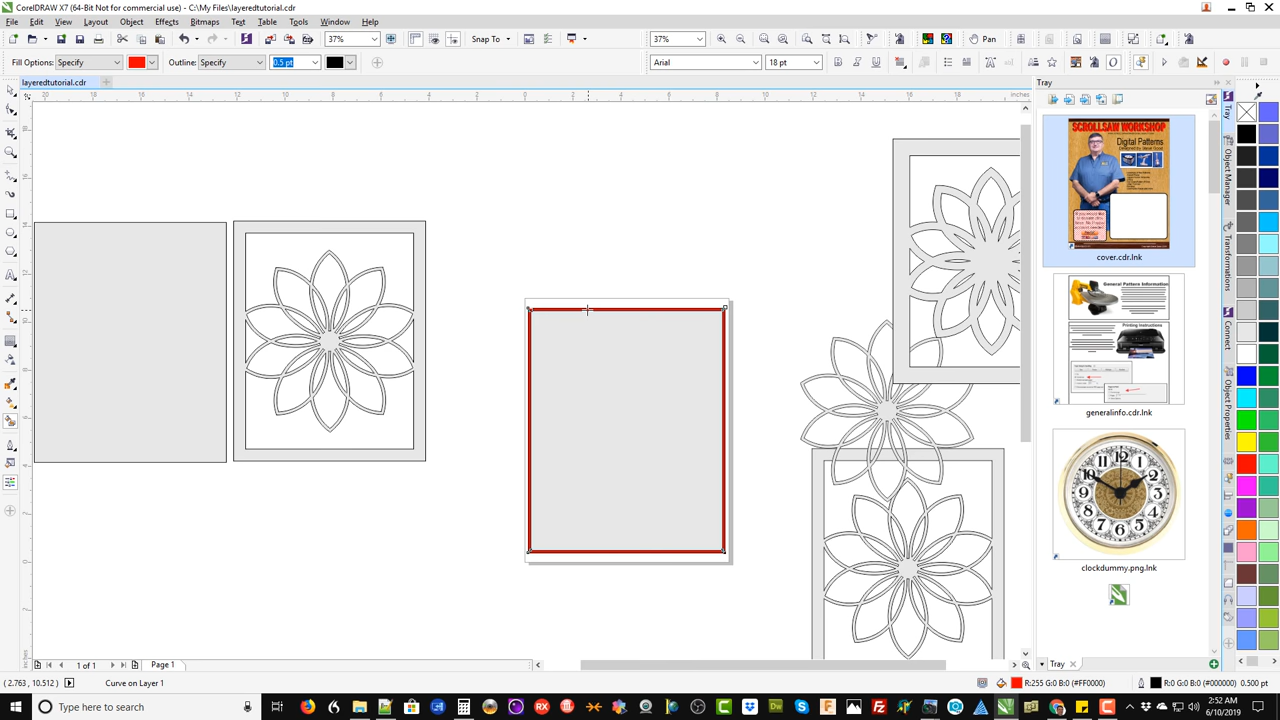 CorelDRAW X7 (64-Bit Not for commercial use) - C:\My Files\layeredtutorial.cdr
File Edit View Layout Object Effects Bitmaps Text Table Tools Window Help
37% Snap To 37% Pan
Fill Options: Specify Outline: Specify 0.5 pt Arial 18 pt
layeredtutorial.cdr
inches
Tray
SCROLLSAW WORKSHOP
Digital Patterns
cover.cdr.lnk
General Pattern Information
Printing Instructions
generalinfo.cdr.lnk
clockdummy.png.lnk
Tray
Object Manager
Transformations
Connect
Object Properties
1 of 1 Page 1 Tray
(2.763, 10.512) Curve on Layer 1 R:255 G:0 B:0 (#FF0000) R:0 G:0 B:0 (#000000) 0.500 pt
Type here to search
2:52 AM
6/10/2019